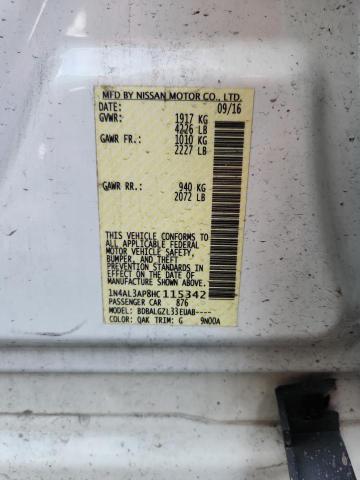 MFD BY NISSAN MOTOR CO., LTD.
DATE: 09/16
GVWR: 1917 KG
4226 LB
GAWR FR.: 1010 KG
2227 LB
GAWR RR.: 940 KG
2072 LB
THIS VEHICLE CONFORMS TO ALL
APPLICABLE FEDERAL MOTOR
VEHICLE SAFETY,
BUMPER, AND THEFT
PREVENTION STANDARDS IN
EFFECT ON THE DATE OF
MANUFACTURE SHOWN ABOVE.
1N4AL3AP8HC115342
PASSENGER CAR 876
MODEL: BDBALGZL33EUAB----
COLOR: QAK TRIM: G 9N00A